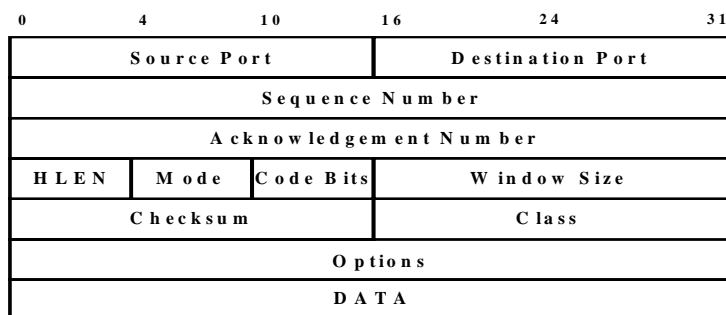 0 4 10 16 24 31
Source Port Destination Port
Sequence Number
Acknowledgement Number
HLEN Mode Code Bits Window Size
Checksum Class
Options
DATA